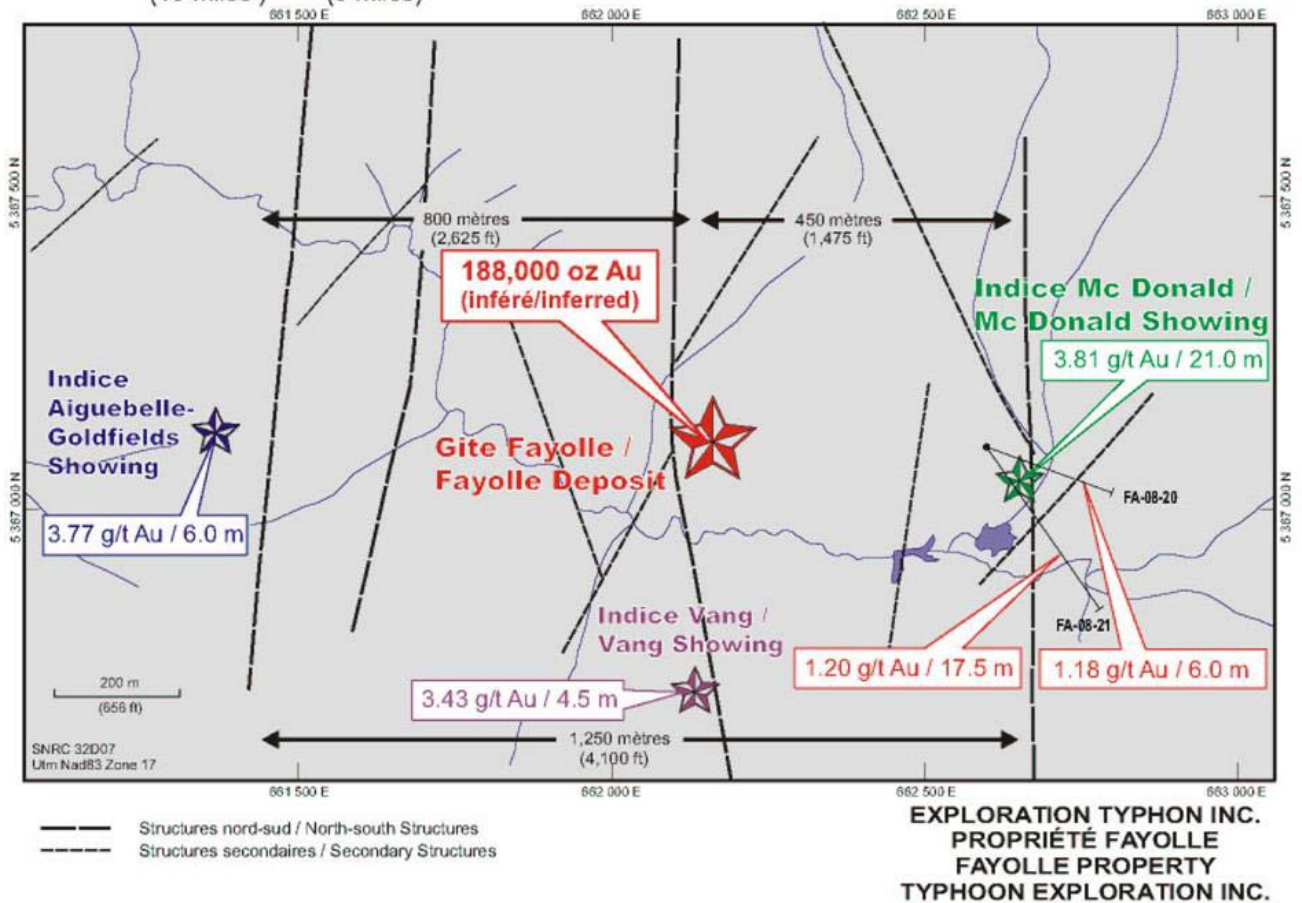 661 500 E
662 000 E
662 500 E
663 000 E
5 387 500 N
5 387 500 N
800 mètres
(2,625 ft)
450 mètres
(1,475 ft)
188,000 oz Au
(inféré/inferred)
Indice Mc Donald /
Mc Donald Showing
3.81 g/t Au / 21.0 m
Indice
Aiguebelle-
Goldfields
Showing
Gite Fayolle /
Fayolle Deposit
3.77 g/t Au / 6.0 m
FA-08-20
5 387 000 N
5 387 000 N
Indice Vang /
Vang Showing
FA-08-21
1.20 g/t Au / 17.5 m
1.18 g/t Au / 6.0 m
3.43 g/t Au / 4.5 m
200 m
(656 ft)
1,250 mètres
(4,100 ft)
SNRC 32D07
Utm Nad83 Zone 17
661 500 E
662 000 E
662 500 E
663 000 E
Structures nord-sud / North-south Structures
Structures secondaires / Secondary Structures
EXPLORATION TYPHON INC.
PROPRIÉTÉ FAYOLLE
FAYOLLE PROPERTY
TYPHOON EXPLORATION INC.